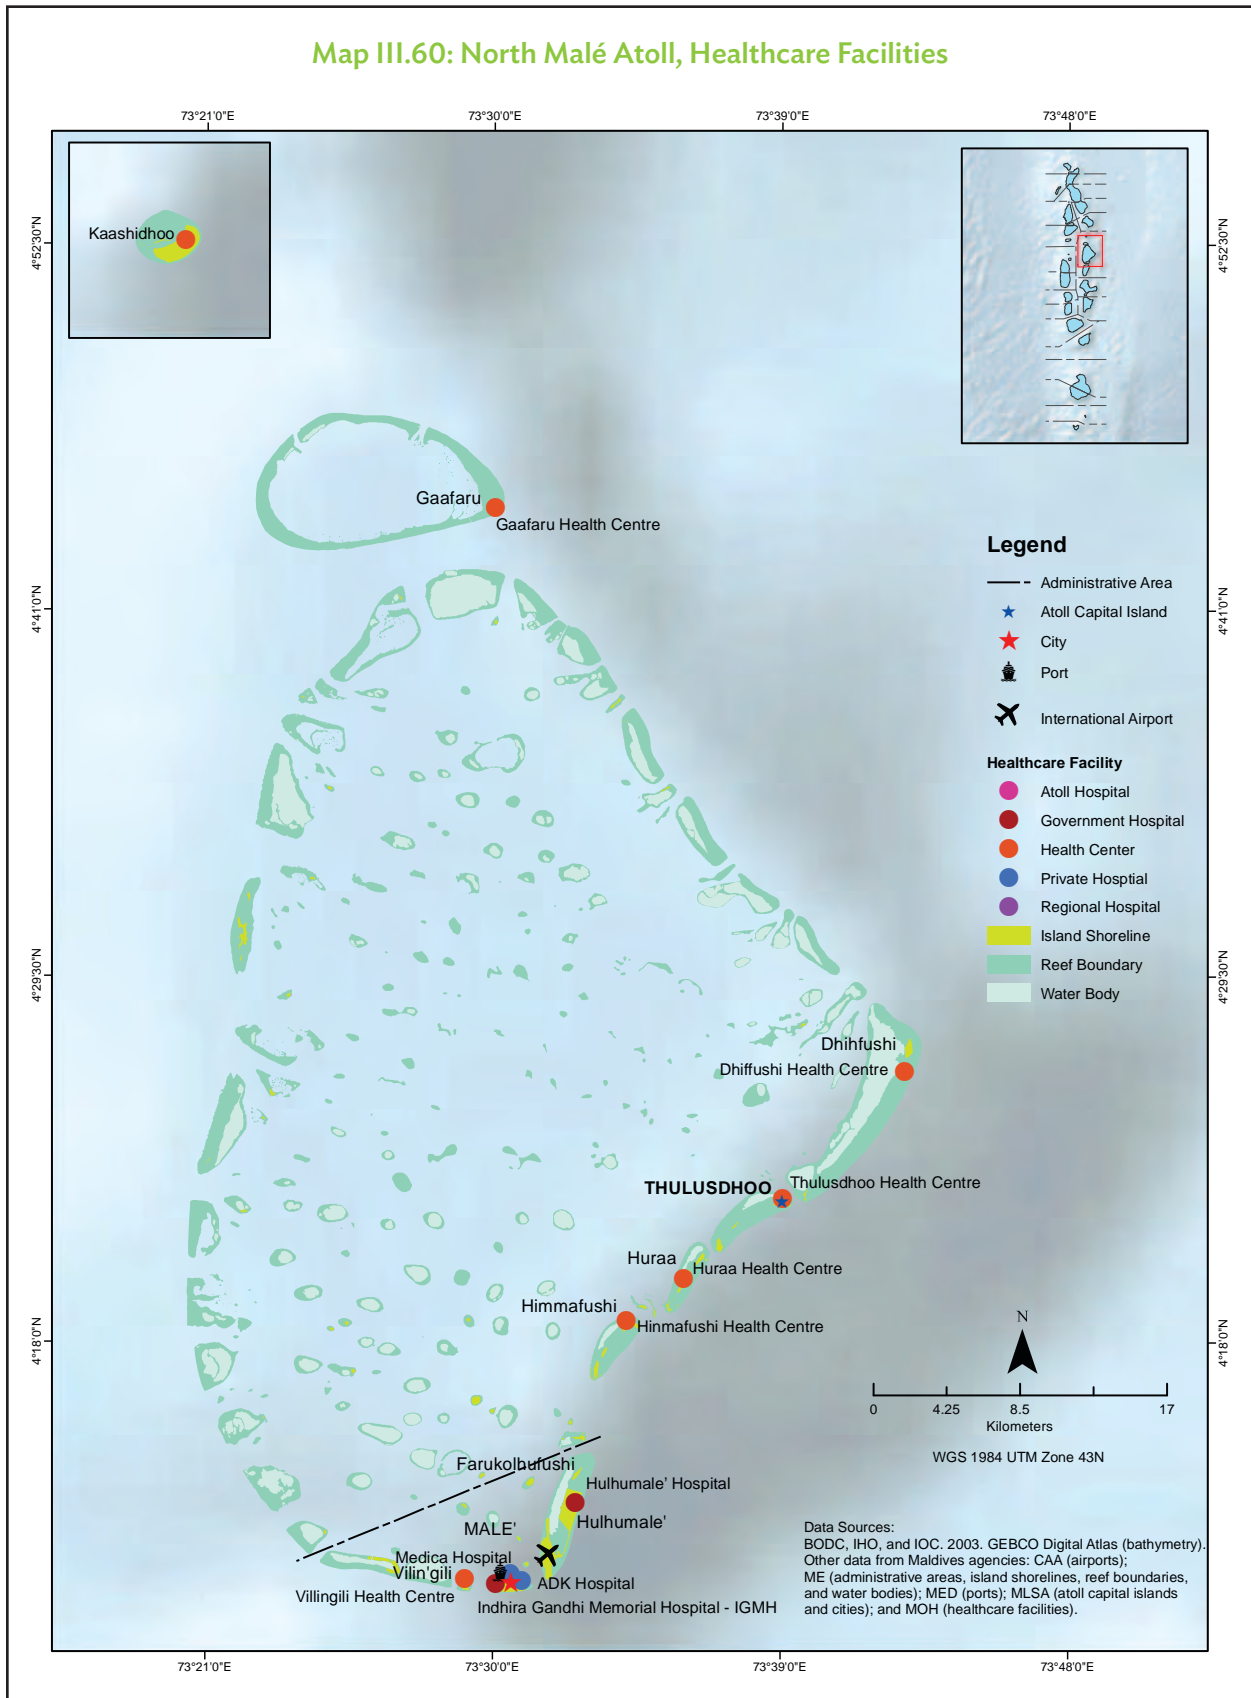 Map III.60: North Malé Atoll, Healthcare Facilities
73°21'0"E 73°30'0"E 73°39'0"E 73°48'0"E
4°52'30"N
4°52'30"N
Kaashidhoo
Gaafaru
Gaafaru Health Centre
4°41'0"N
4°41'0"N
Legend
Administrative Area
Atoll Capital Island
City
Port
International Airport
Healthcare Facility
Atoll Hospital
Government Hospital
Health Center
Private Hosptial
Regional Hospital
Island Shoreline
Reef Boundary
Water Body
4°29'30"N
4°29'30"N
Dhihfushi
Dhiffushi Health Centre
THULUSDHOO
Thulusdhoo Health Centre
Huraa
Huraa Health Centre
Himmafushi
Hinmafushi Health Centre
4°18'0"N
4°18'0"N
N
0 4.25 8.5 17
Kilometers
WGS 1984 UTM Zone 43N
Farukolhufushi
Hulhumale' Hospital
Hulhumale'
MALE'
Medica Hospital
Vilin'gili
Villingili Health Centre
ADK Hospital
Indhira Gandhi Memorial Hospital - IGMH
Data Sources:
BODC, IHO, and IOC. 2003. GEBCO Digital Atlas (bathymetry).
Other data from Maldives agencies: CAA (airports);
ME (administrative areas, island shorelines, reef boundaries,
and water bodies); MED (ports); MLSA (atoll capital islands
and cities); and MOH (healthcare facilities).
73°21'0"E 73°30'0"E 73°39'0"E 73°48'0"E